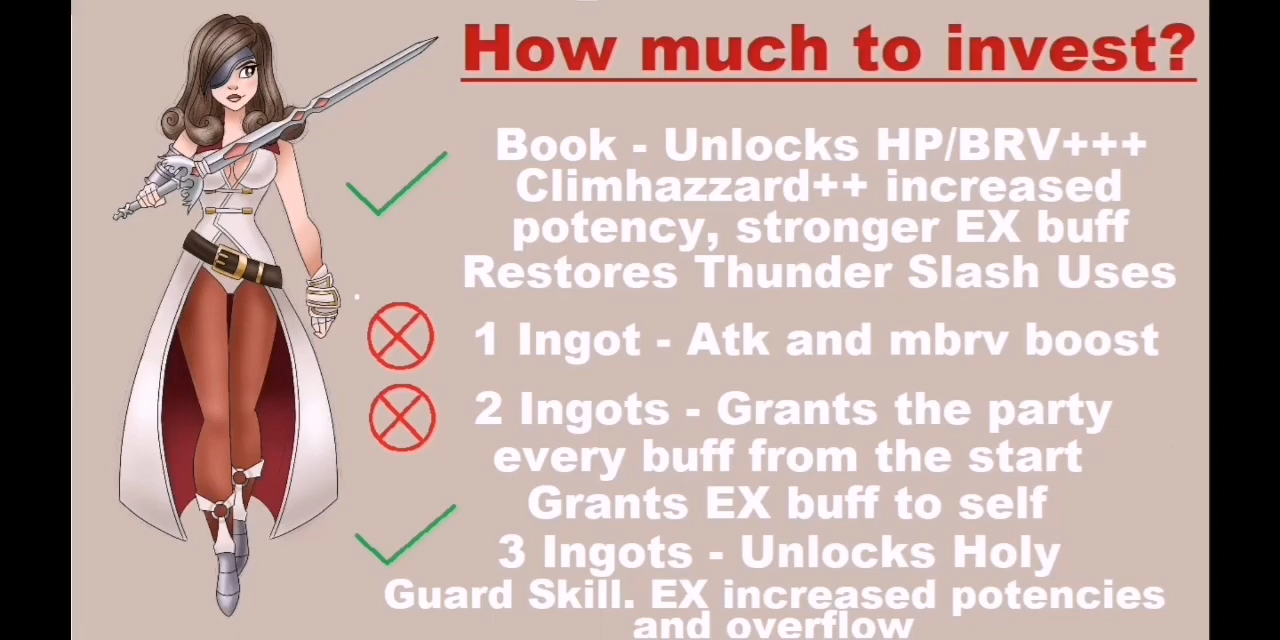 How much to invest?
Book - Unlocks HP/BRV+++
Climhazzard++ increased
potency, stronger EX buff
Restores Thunder Slash Uses
1 Ingot - Atk and mbrv boost
2 Ingots - Grants the party
every buff from the start
Grants EX buff to self
3 Ingots - Unlocks Holy
Guard Skill. EX increased potencies
and overflow